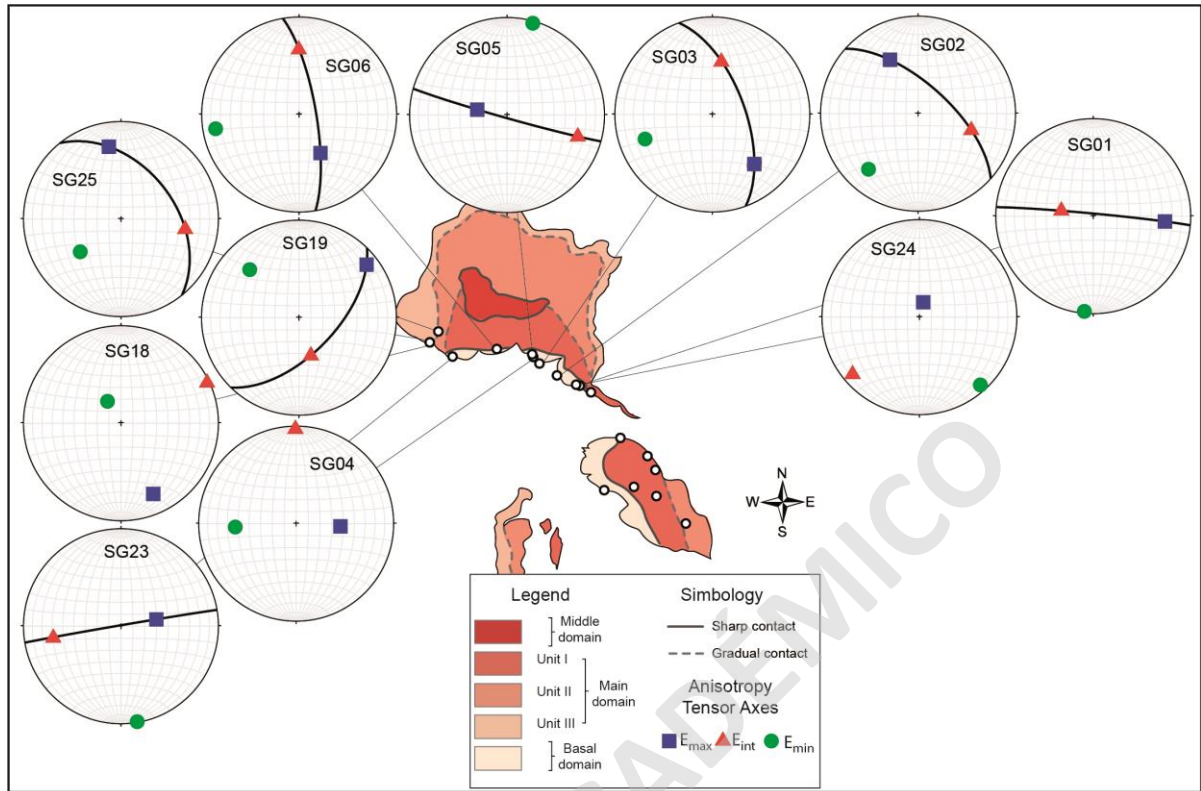 SG06
SG05
SG03
SG02
SG01
SG25
SG19
SG24
SG18
SG04
SG23
N
W E
S
Legend
Middle
domain
Unit I
Unit II
Main
domain
Unit III
Basal
domain
Simbology
Sharp contact
Gradual contact
Anisotropy
Tensor Axes
Emax Eint Emin
CADÉMICO